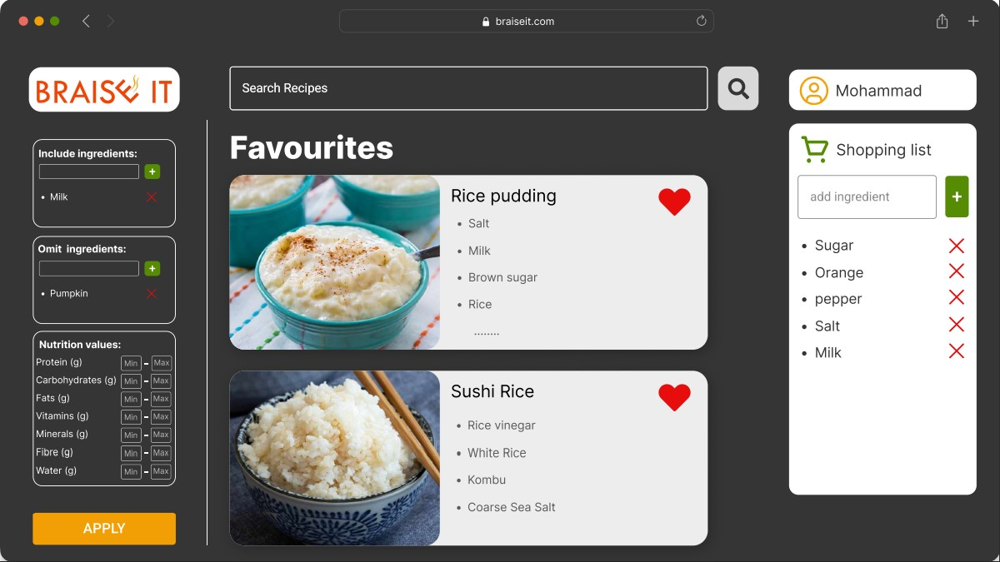 braiseit.com
BRAISE IT
Search Recipes
Mohammad
Include ingredients:
+
• Milk
Omit ingredients:
+
• Pumpkin
Nutrition values:
Protein (g) Min - Max
Carbohydrates (g) Min - Max
Fats (g) Min - Max
Vitamins (g) Min - Max
Minerals (g) Min - Max
Fibre (g) Min - Max
Water (g) Min - Max
APPLY
Favourites
Rice pudding
• Salt
• Milk
• Brown sugar
• Rice
........
Sushi Rice
• Rice vinegar
• White Rice
• Kombu
• Coarse Sea Salt
Shopping list
add ingredient +
• Sugar
• Orange
• pepper
• Salt
• Milk